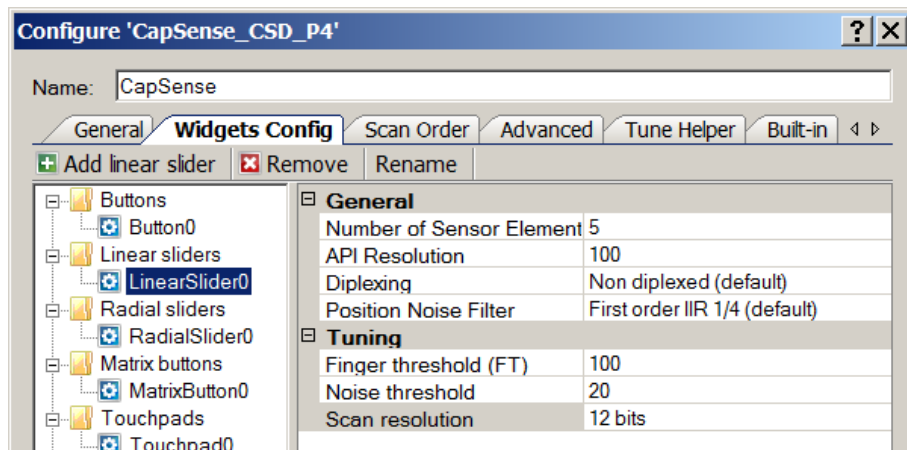 Configure 'CapSense_CSD_P4'
Name: CapSense
General Widgets Config Scan Order Advanced Tune Helper Built-in
Add linear slider Remove Rename
Buttons
Button0
Linear sliders
LinearSlider0
Radial sliders
RadialSlider0
Matrix buttons
MatrixButton0
Touchpads
Touchpad0
General
Number of Sensor Element 5
API Resolution 100
Diplexing Non diplexed (default)
Position Noise Filter First order IIR 1/4 (default)
Tuning
Finger threshold (FT) 100
Noise threshold 20
Scan resolution 12 bits